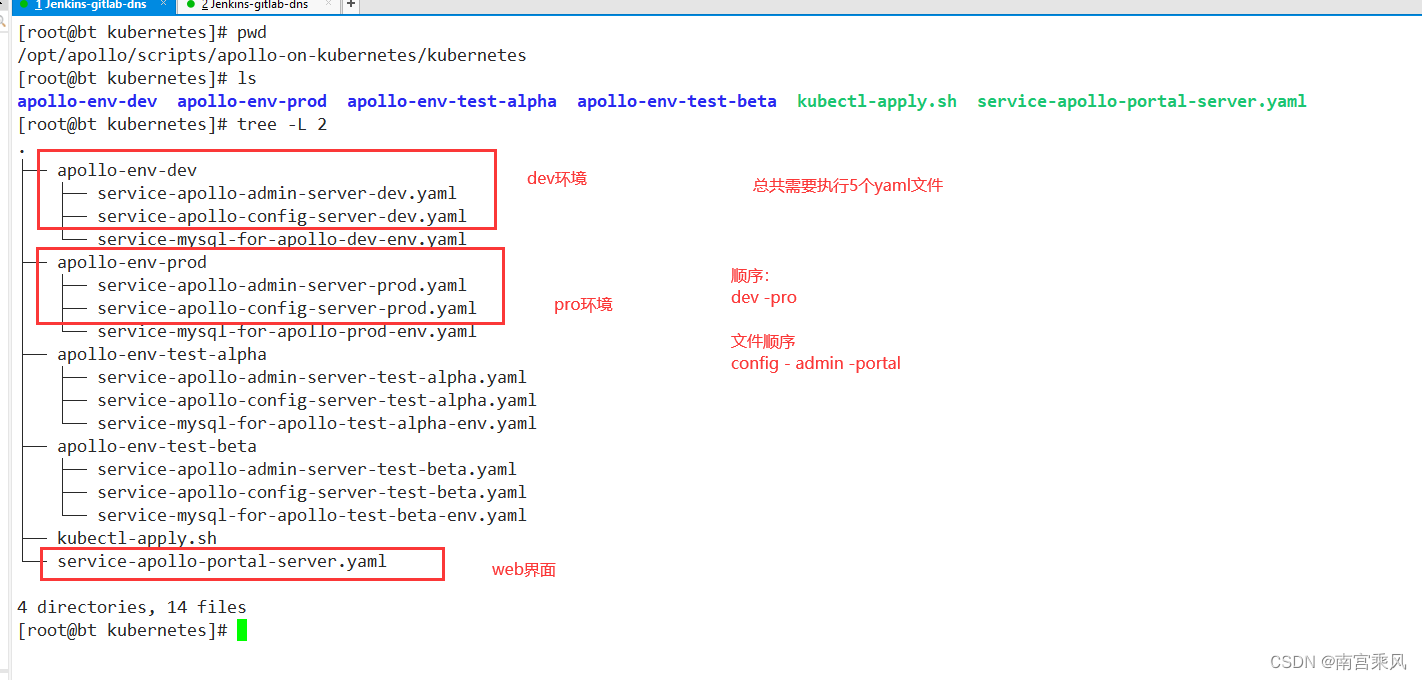 1 Jenkins-gitlab-dns × 2 Jenkins-gitlab-dns × +
[root@bt kubernetes]# pwd
/opt/apollo/scripts/apollo-on-kubernetes/kubernetes
[root@bt kubernetes]# ls
apollo-env-dev apollo-env-prod apollo-env-test-alpha apollo-env-test-beta kubectl-apply.sh service-apollo-portal-server.yaml
[root@bt kubernetes]# tree -L 2
.
├── apollo-env-dev
│   ├── service-apollo-admin-server-dev.yaml
│   ├── service-apollo-config-server-dev.yaml
│   └── service-mysql-for-apollo-dev-env.yaml
├── apollo-env-prod
│   ├── service-apollo-admin-server-prod.yaml
│   ├── service-apollo-config-server-prod.yaml
│   └── service-mysql-for-apollo-prod-env.yaml
├── apollo-env-test-alpha
│   ├── service-apollo-admin-server-test-alpha.yaml
│   ├── service-apollo-config-server-test-alpha.yaml
│   └── service-mysql-for-apollo-test-alpha-env.yaml
├── apollo-env-test-beta
│   ├── service-apollo-admin-server-test-beta.yaml
│   ├── service-apollo-config-server-test-beta.yaml
│   └── service-mysql-for-apollo-test-beta-env.yaml
├── kubectl-apply.sh
└── service-apollo-portal-server.yaml
4 directories, 14 files
[root@bt kubernetes]#
dev环境
总共需要执行5个yaml文件
顺序:
dev -pro
pro环境
文件顺序
config - admin -portal
web界面
CSDN @南宫乘风